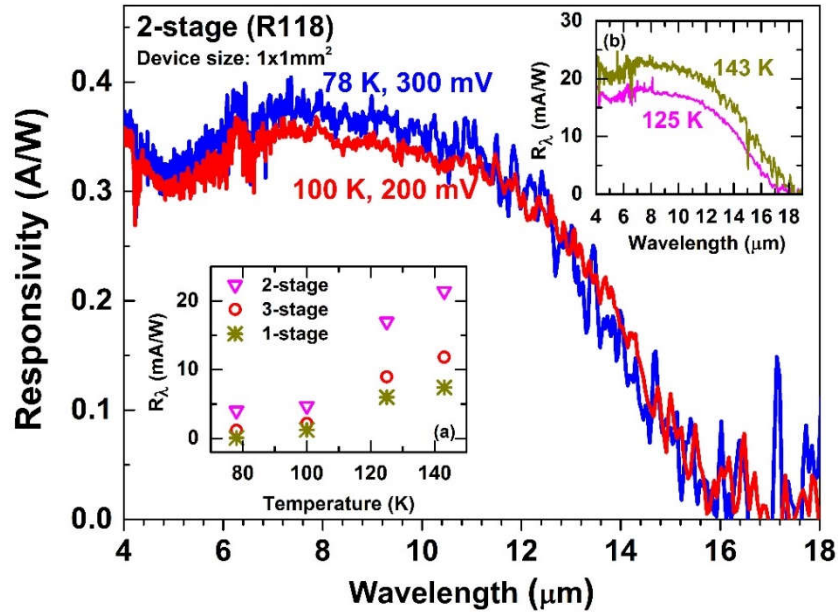 2-stage (R118)
Device size: 1x1mm²
78 K, 300 mV
100 K, 200 mV
Responsivity (A/W)
0.4
0.3
0.2
0.1
0.0
4 6 8 10 12 14 16 18
Wavelength (μm)
(b)
143 K
125 K
Rλ (mA/W)
40
30
20
10
0
4 6 8 10 12 14 16 18
Wavelength (μm)
2-stage
3-stage
1-stage
(a)
Rλ (mA/W)
20
10
0
80 100 120 140
Temperature (K)